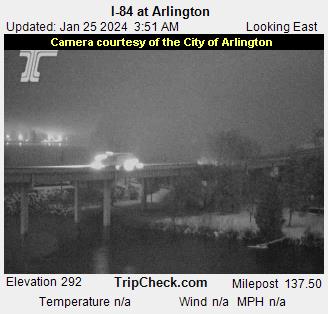 I-84 at Arlington
Updated: Jan 25 2024 3:51 AM Looking East
Camera courtesy of the City of Arlington
Elevation 292 TripCheck.com Milepost 137.50
Temperature n/a Wind n/a MPH n/a